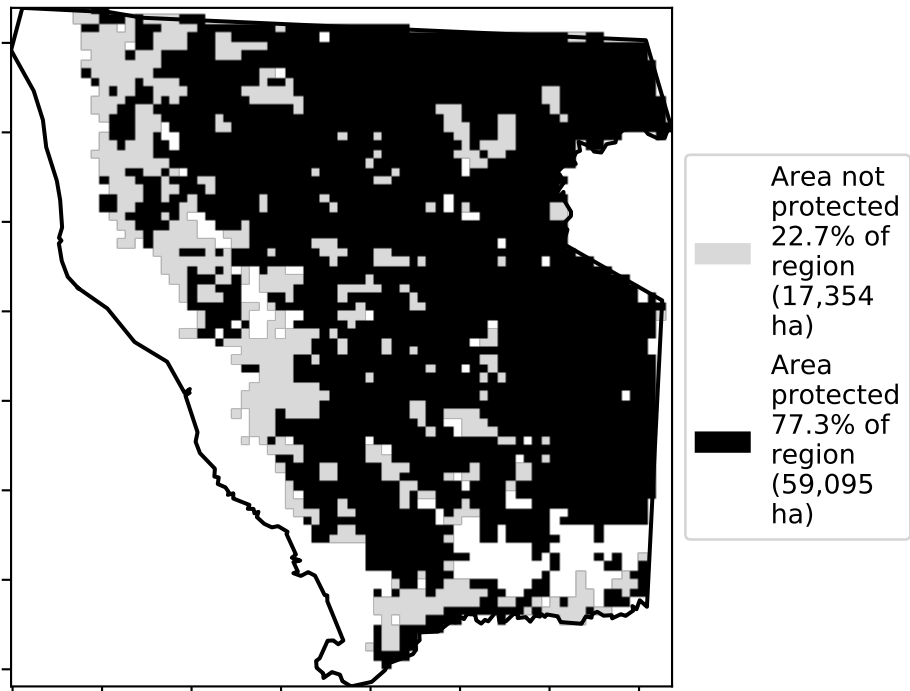 Area not
protected
22.7% of
region
(17,354
ha)
Area
protected
77.3% of
region
(59,095
ha)